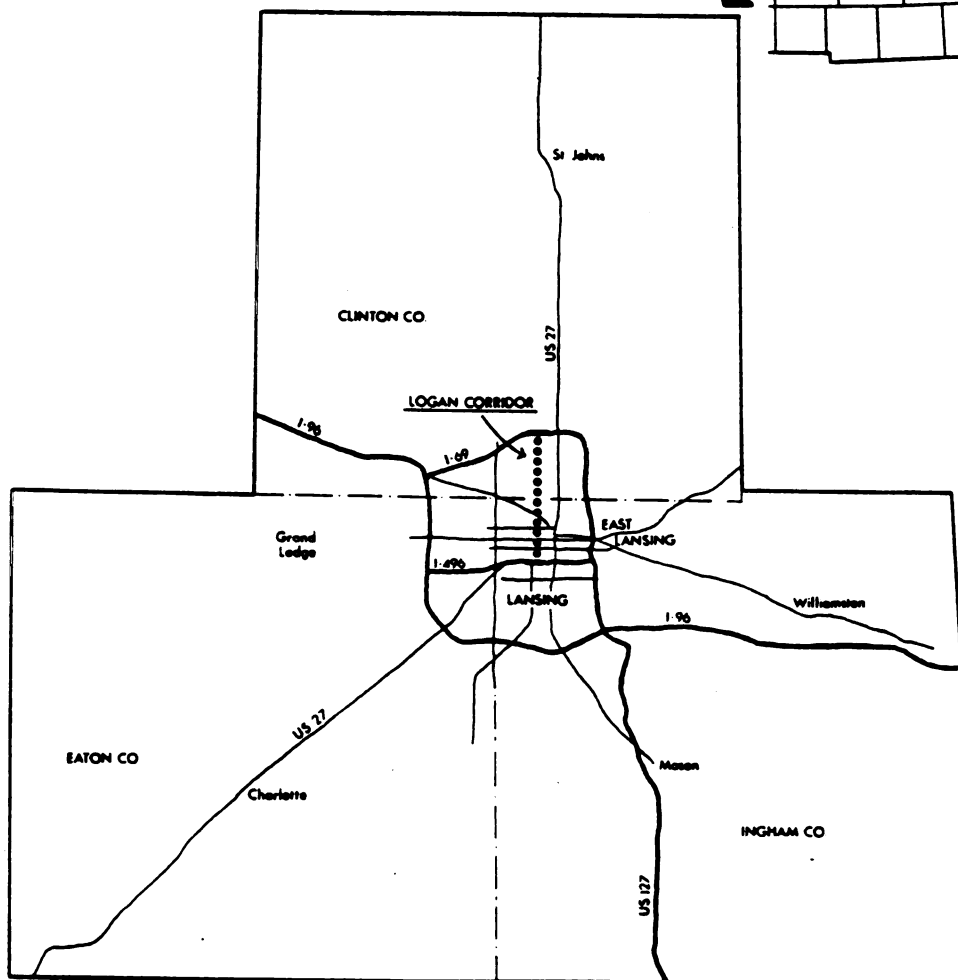 St Johns
CLINTON CO.
US 27
LOGAN CORRIDOR
I-96
I-69
EAST
LANSING
Grand
Ledge
I-496
LANSING
Williamston
I-96
US 27
EATON CO
Charlotte
Mason
INGHAM CO
US 127